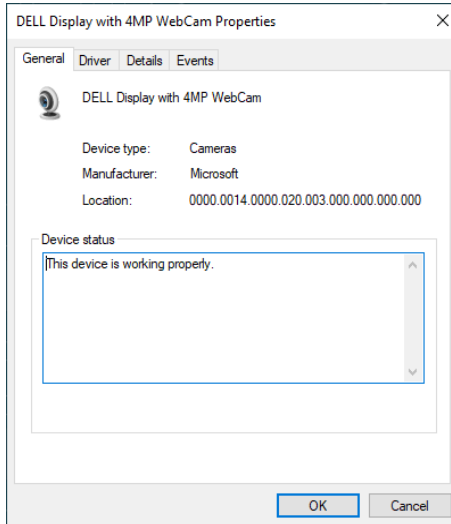 DELL Display with 4MP WebCam Properties
General Driver Details Events
DELL Display with 4MP WebCam
Device type: Cameras
Manufacturer: Microsoft
Location: 0000.0014.0000.020.003.000.000.000.000
Device status
This device is working properly.
OK Cancel